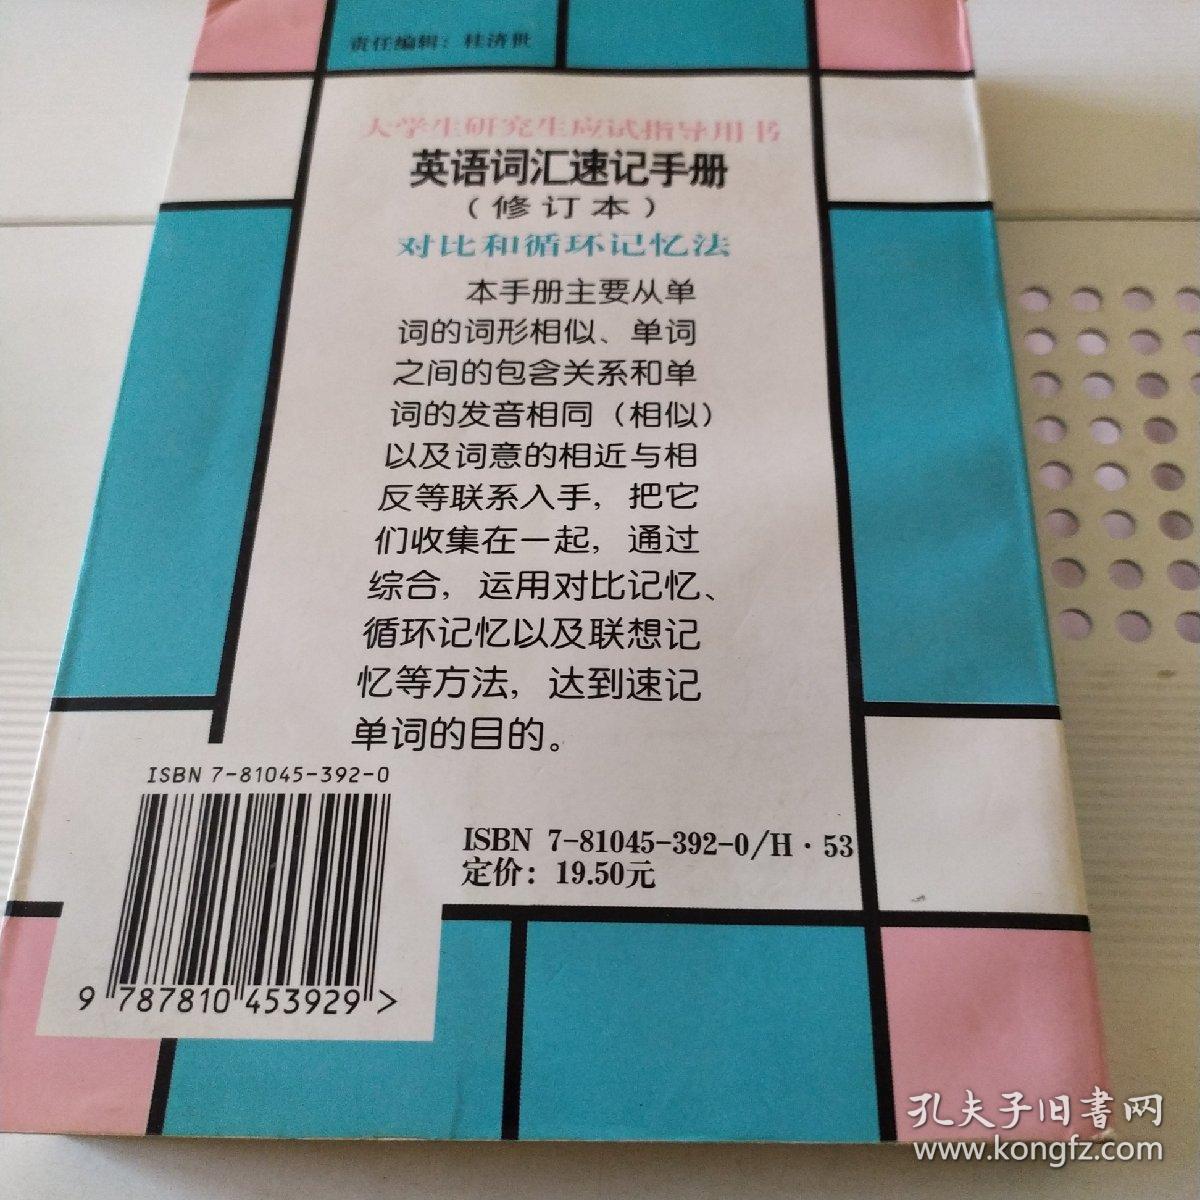 责任编辑：桂济世
大学生研究生应试指导用书
英语词汇速记手册
（修订本）
对比和循环记忆法
本手册主要从单
词的词形相似、单词
之间的包含关系和单
词的发音相同（相似）
以及词意的相近与相
反等联系入手，把它
们收集在一起，通过
综合，运用对比记忆、
循环记忆以及联想记
忆等方法，达到速记
单词的目的。
ISBN 7-81045-392-0
9 787810 453929 >
ISBN 7-81045-392-0/H·53
定价：19.50元
孔夫子旧书网
www.kongfz.com